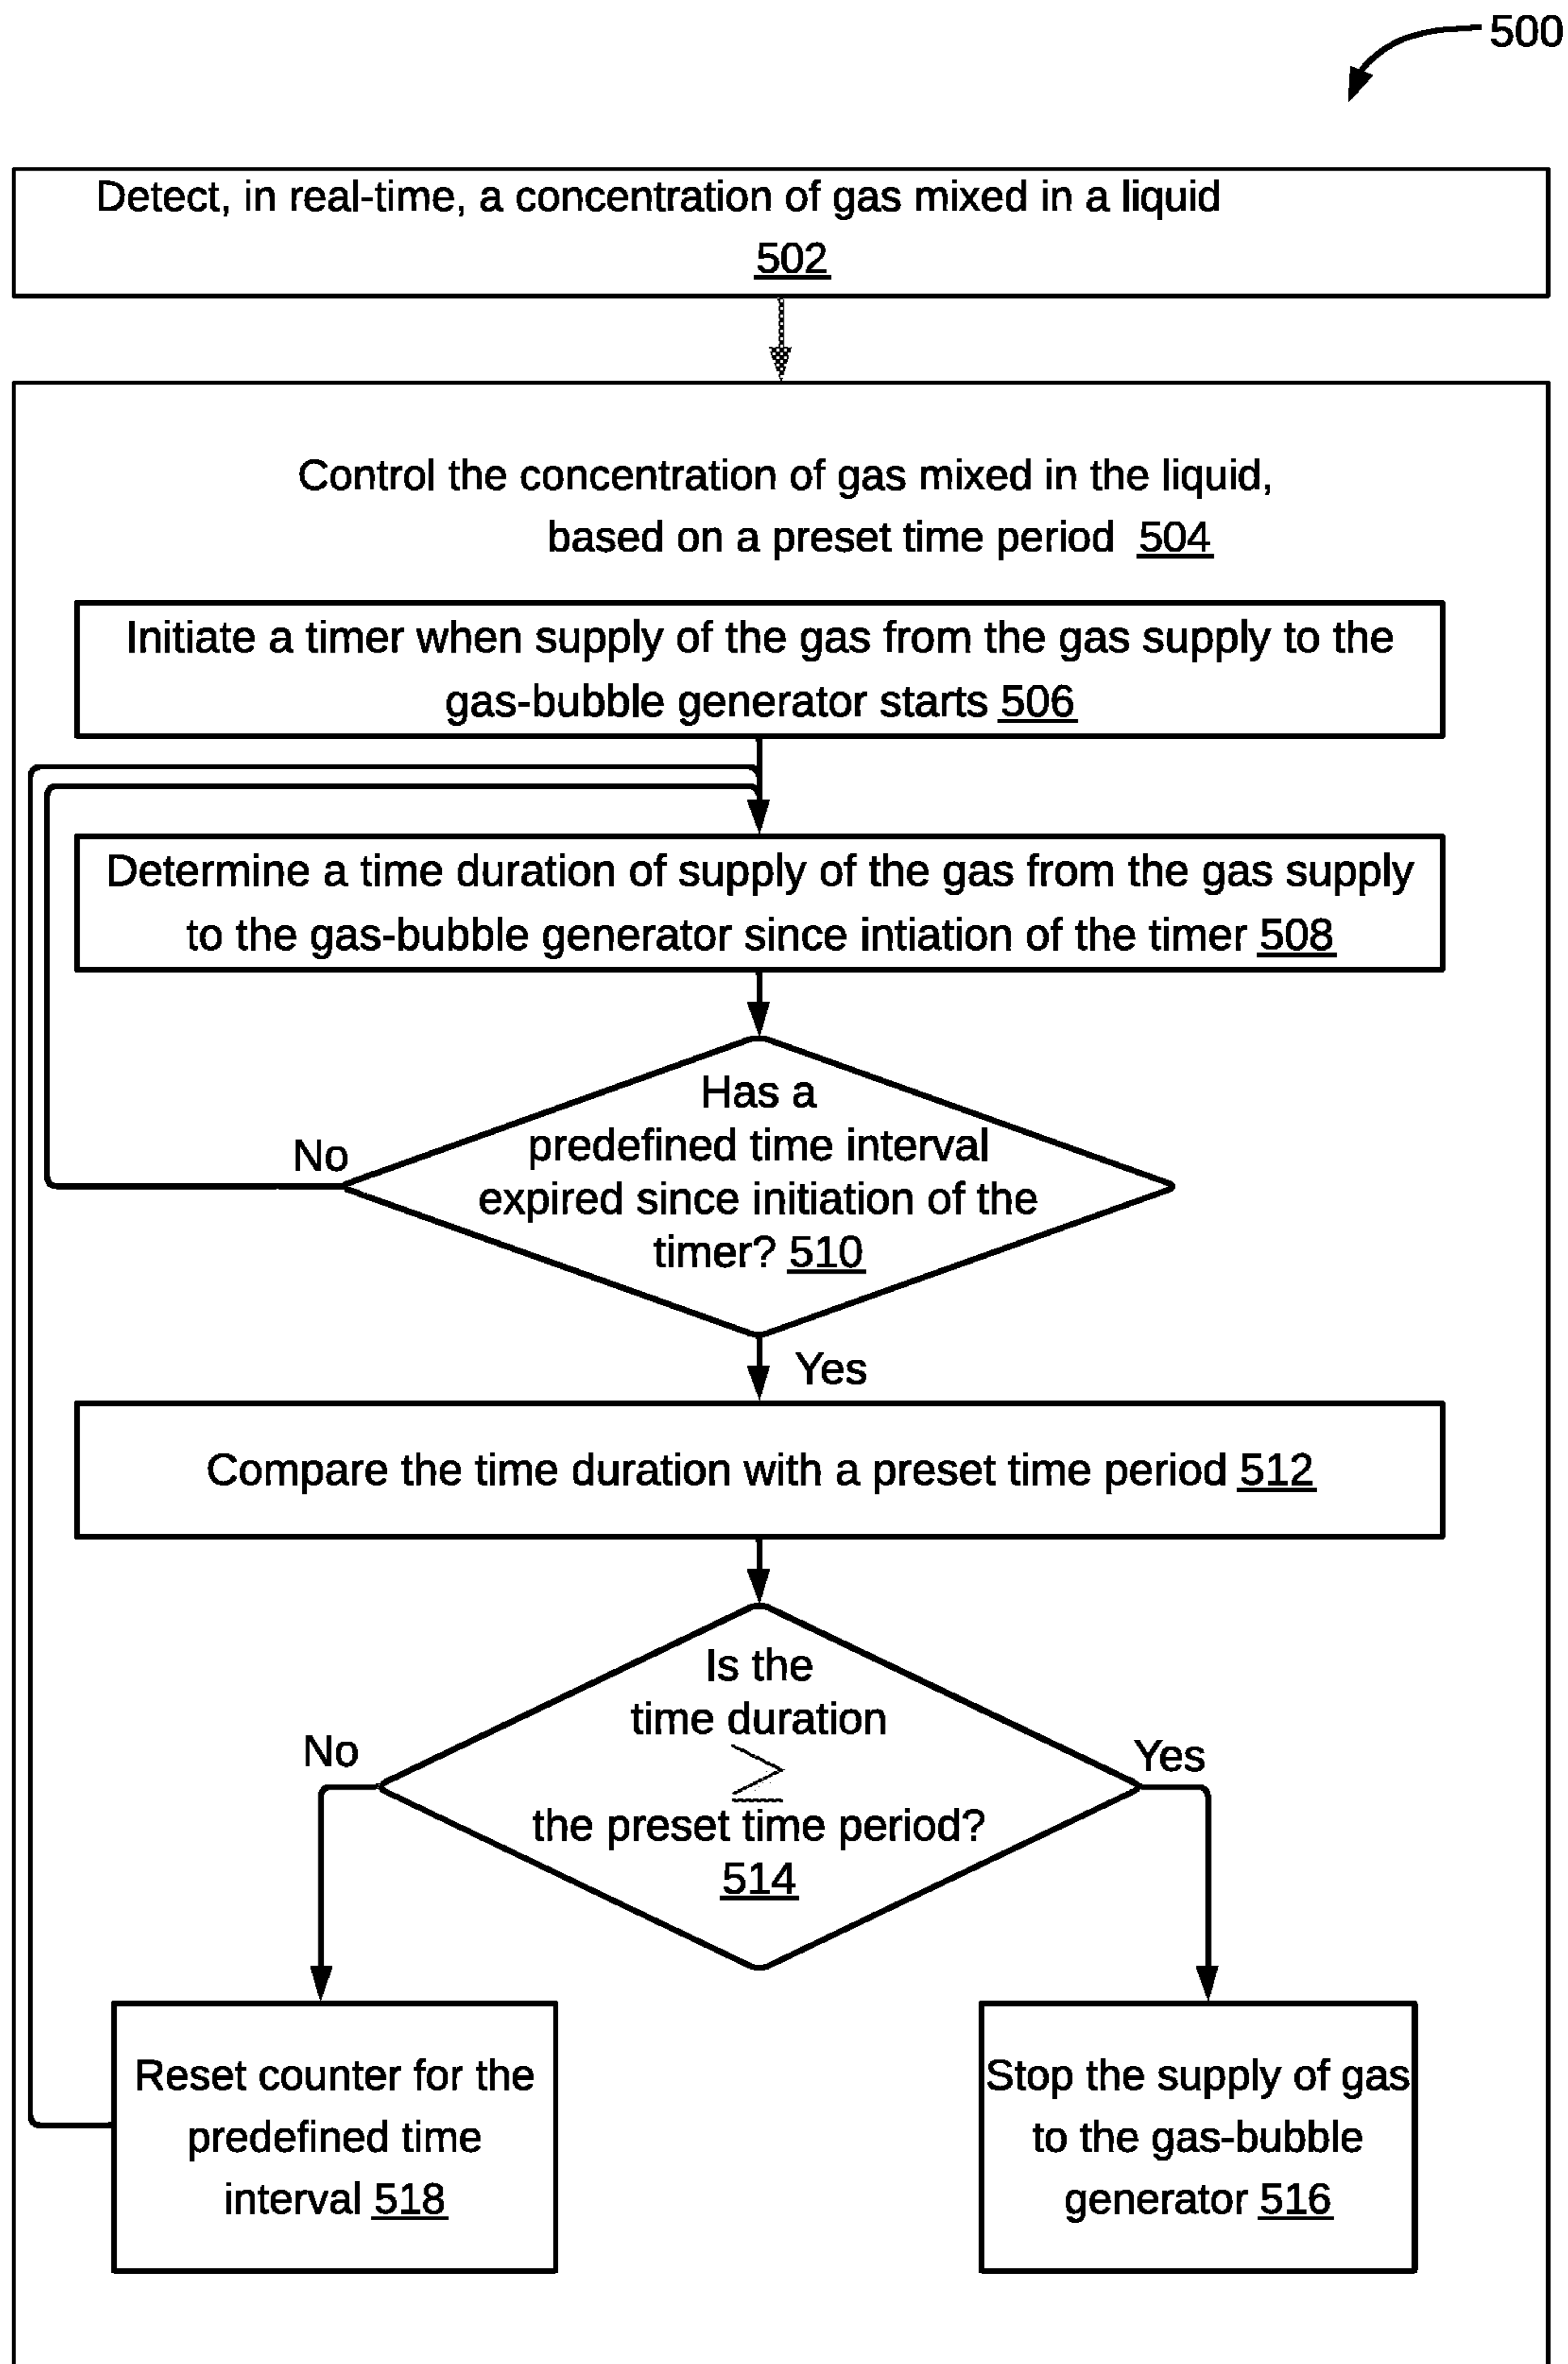 500
Detect, in real-time, a concentration of gas mixed in a liquid
502
Control the concentration of gas mixed in the liquid,
based on a preset time period 504
Initiate a timer when supply of the gas from the gas supply to the
gas-bubble generator starts 506
Determine a time duration of supply of the gas from the gas supply
to the gas-bubble generator since intiation of the timer 508
Has a
predefined time interval
expired since initiation of the
timer? 510
No
Yes
Compare the time duration with a preset time period 512
Is the
time duration
≥
the preset time period?
514
No
Yes
Reset counter for the
predefined time
interval 518
Stop the supply of gas
to the gas-bubble
generator 516